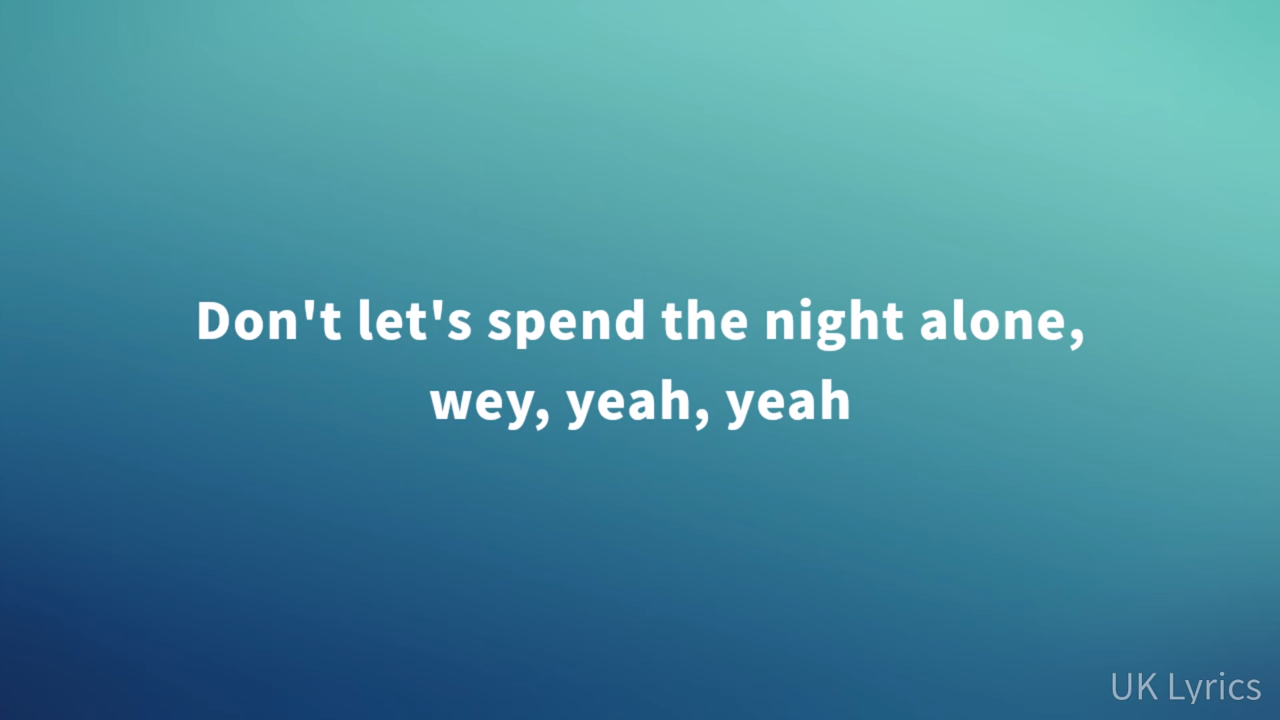 Don't let's spend the night alone,
wey, yeah, yeah
UK Lyrics